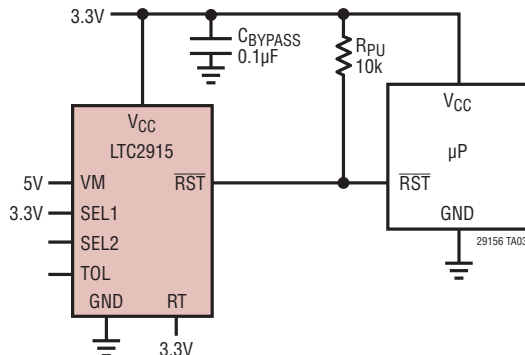 3.3V
CBYPASS
0.1µF
RPU
10k
VCC
LTC2915
5V
VM
RST
3.3V
SEL1
SEL2
TOL
GND
RT
3.3V
VCC
µP
RST
GND
29156 TA03